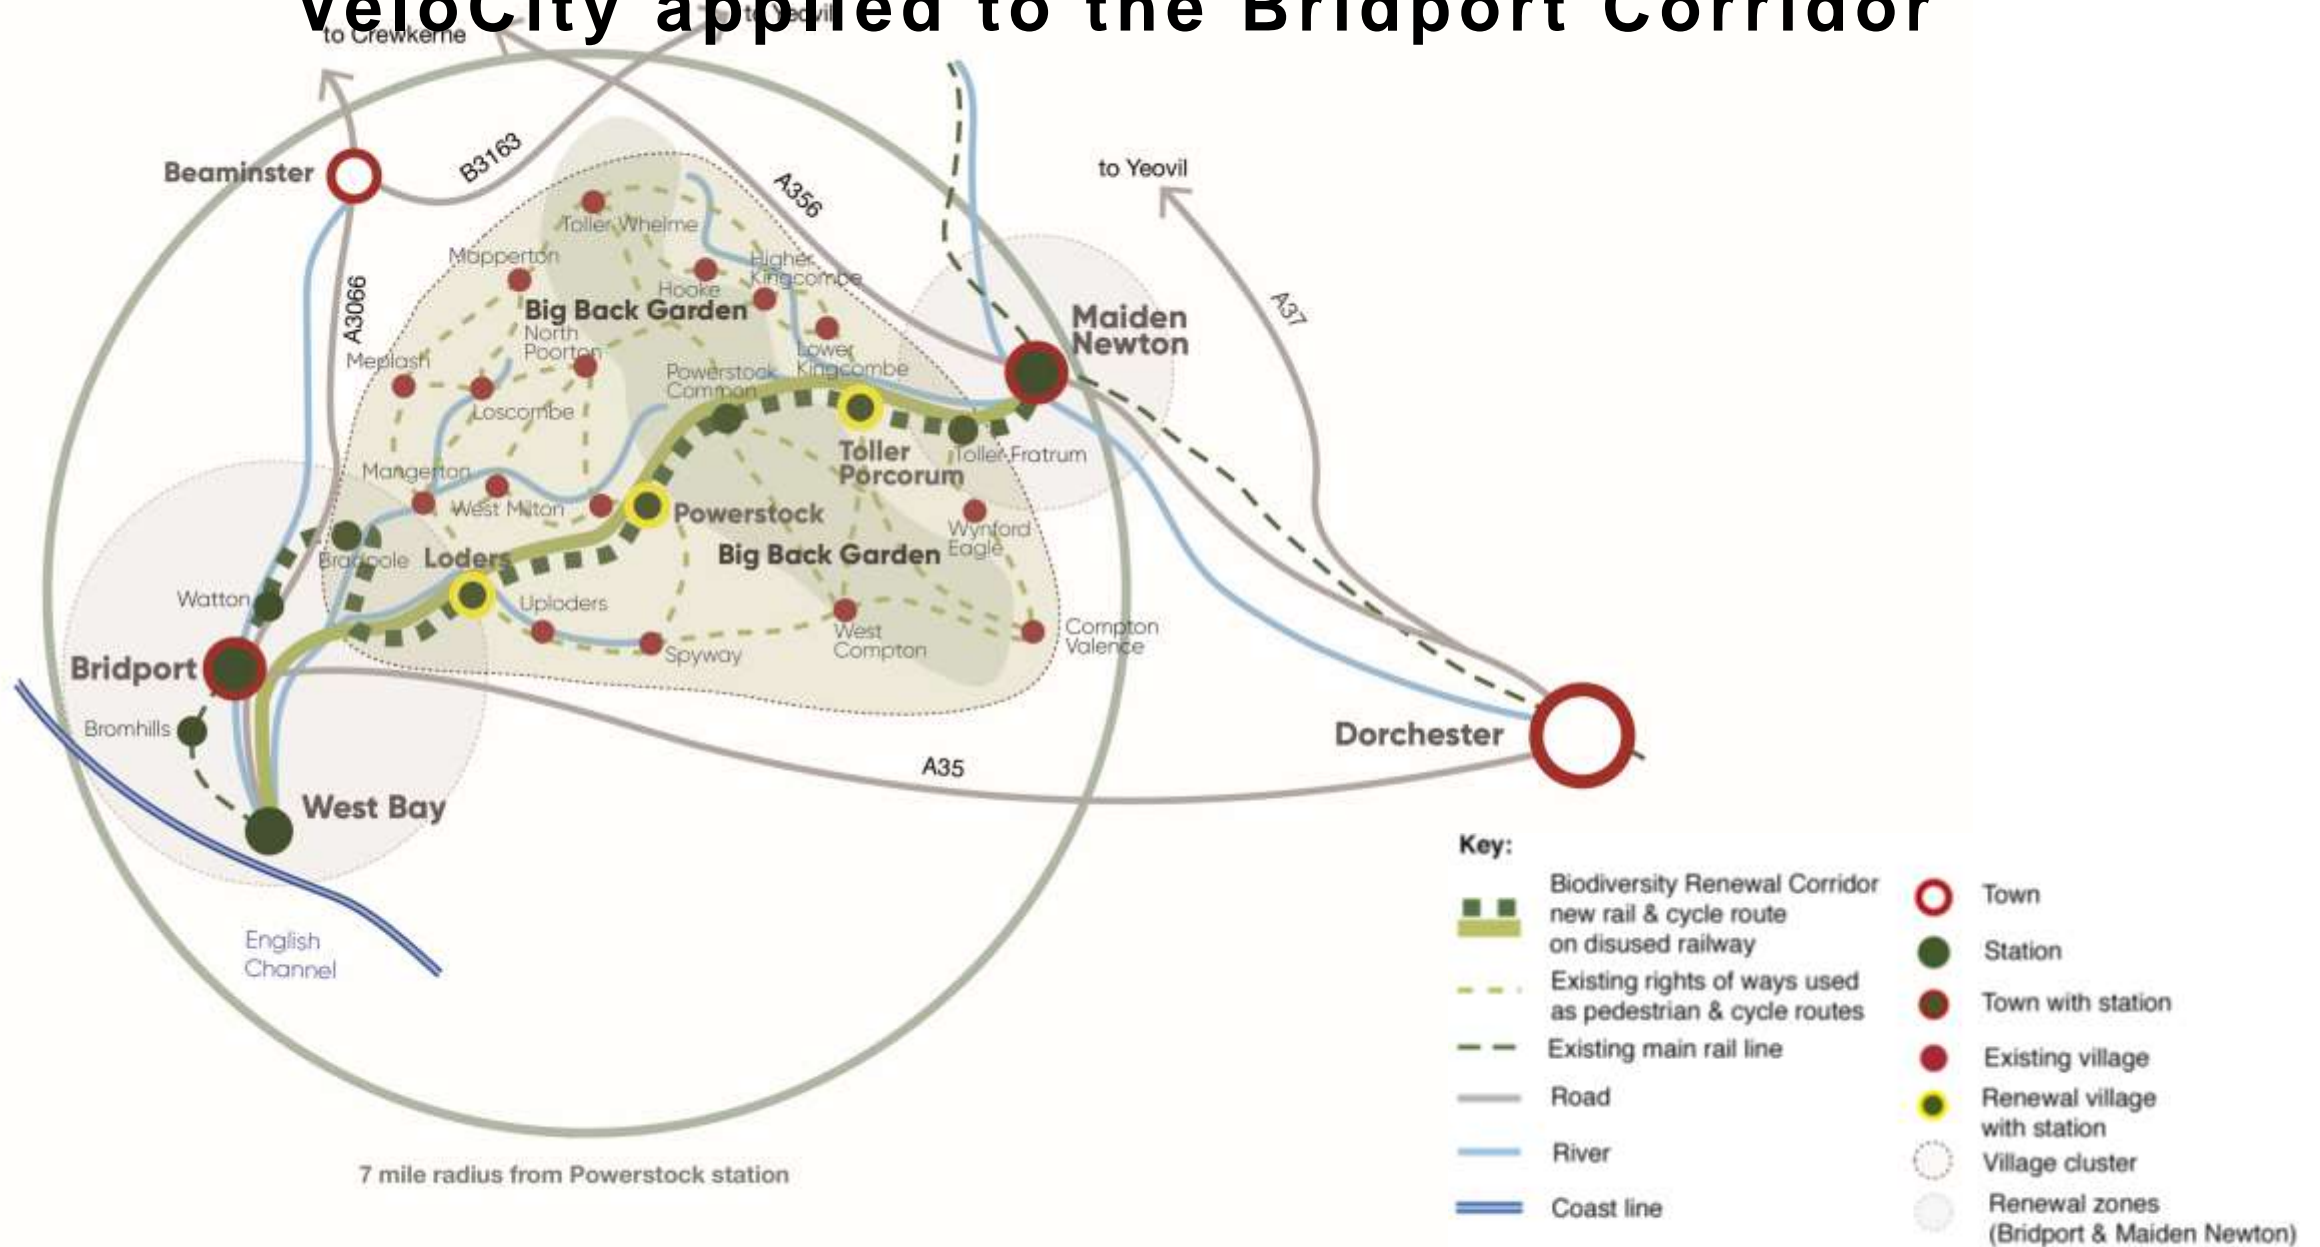 VeloCity applied to the Bridport Corridor
to Crewkerne
to Yeovil
Beaminster
B3163
A356
to Yeovil
A37
A3066
Toller Whelme
Mapperton
Higher
Kingcombe
Hooke
Big Back Garden
North
Poorton
Maiden
Newton
Meplash
Lower
Kingcombe
Powerstock
Common
Loscombe
Toller
Porcorum
Toller Fratrum
Mangerton
West Milton
Powerstock
Wynford
Eagle
Big Back Garden
Bradpole
Loders
Watton
Uploders
West
Compton
Compton
Valence
Spyway
Bridport
Bromhills
Dorchester
A35
West Bay
English
Channel
7 mile radius from Powerstock station
Key:
Biodiversity Renewal Corridor
new rail & cycle route
on disused railway
Existing rights of ways used
as pedestrian & cycle routes
Existing main rail line
Road
River
Coast line
Town
Station
Town with station
Existing village
Renewal village
with station
Village cluster
Renewal zones
(Bridport & Maiden Newton)